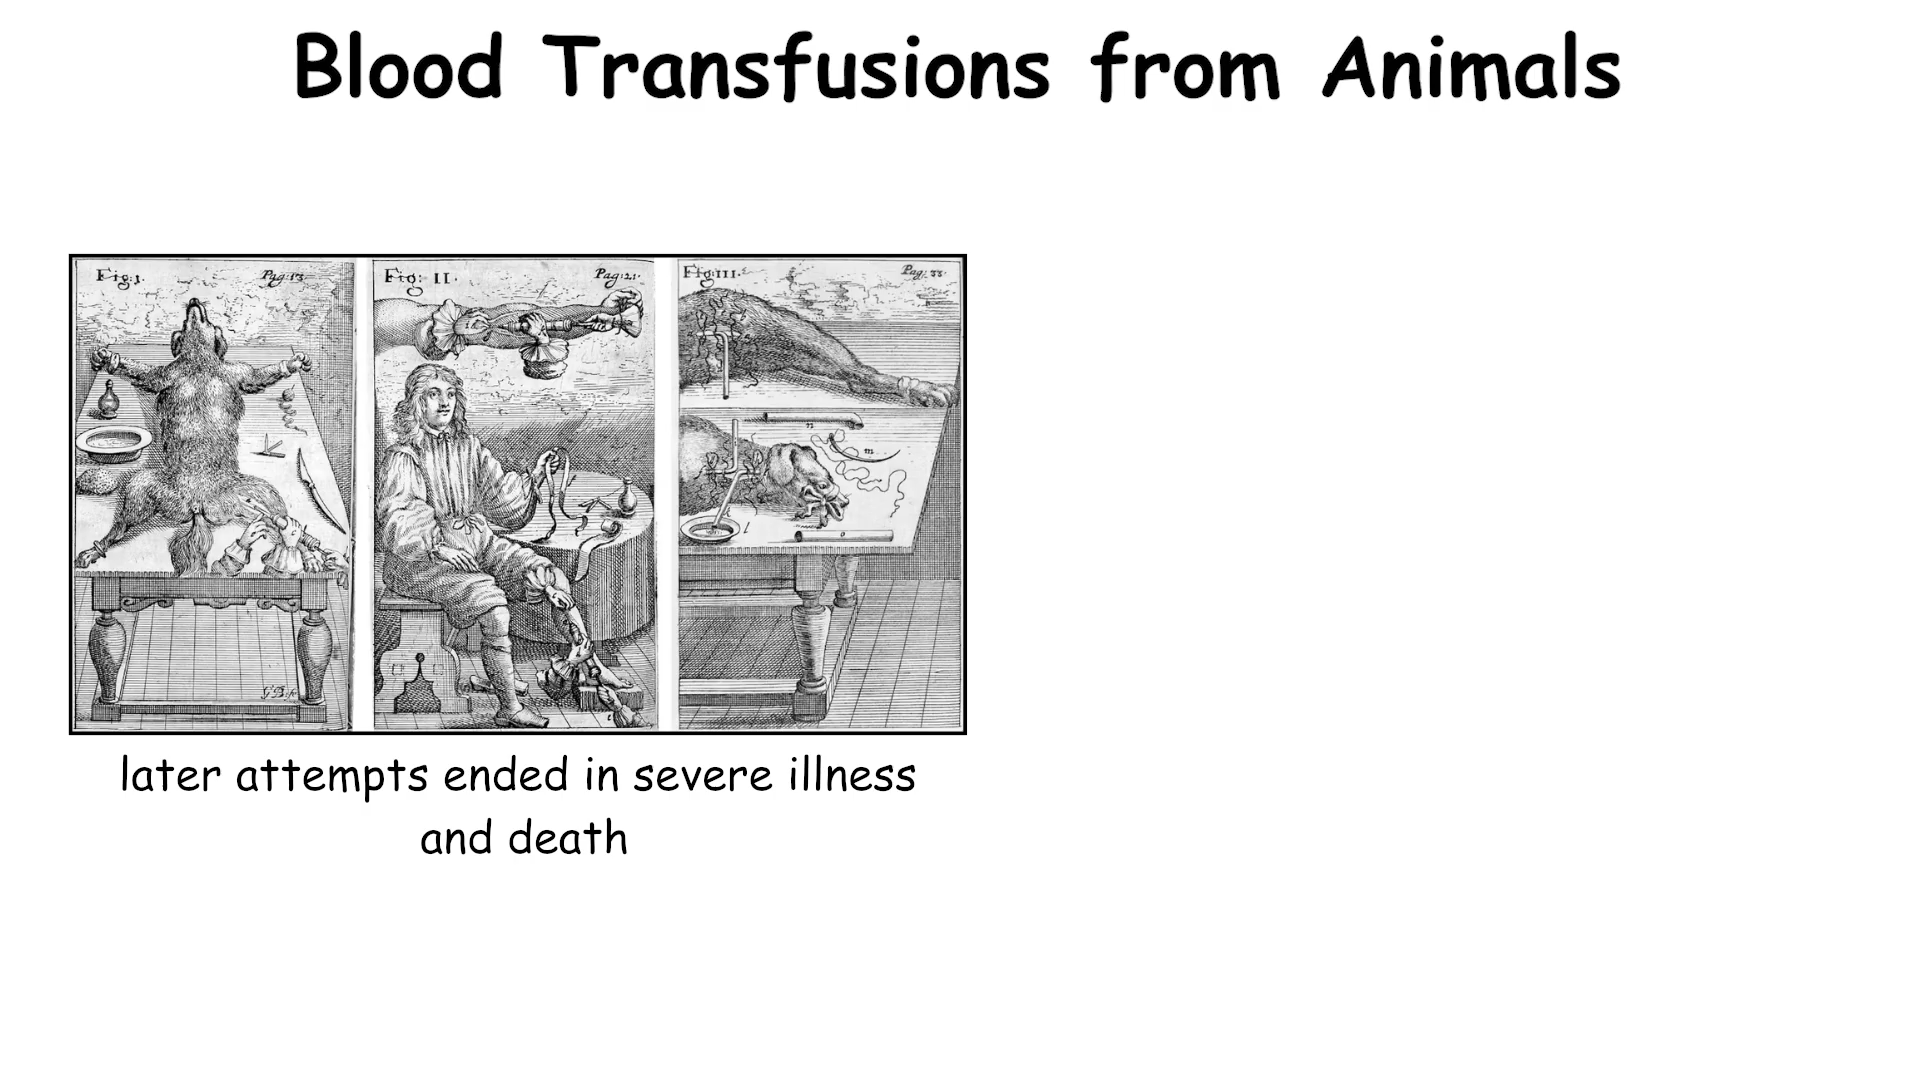 Blood Transfusions from Animals
Fig: I. Pag: 13.
Fig: II. Pag: 21.
Fig: III. Pag: 33.
n
m
l
o
later attempts ended in severe illness
and death